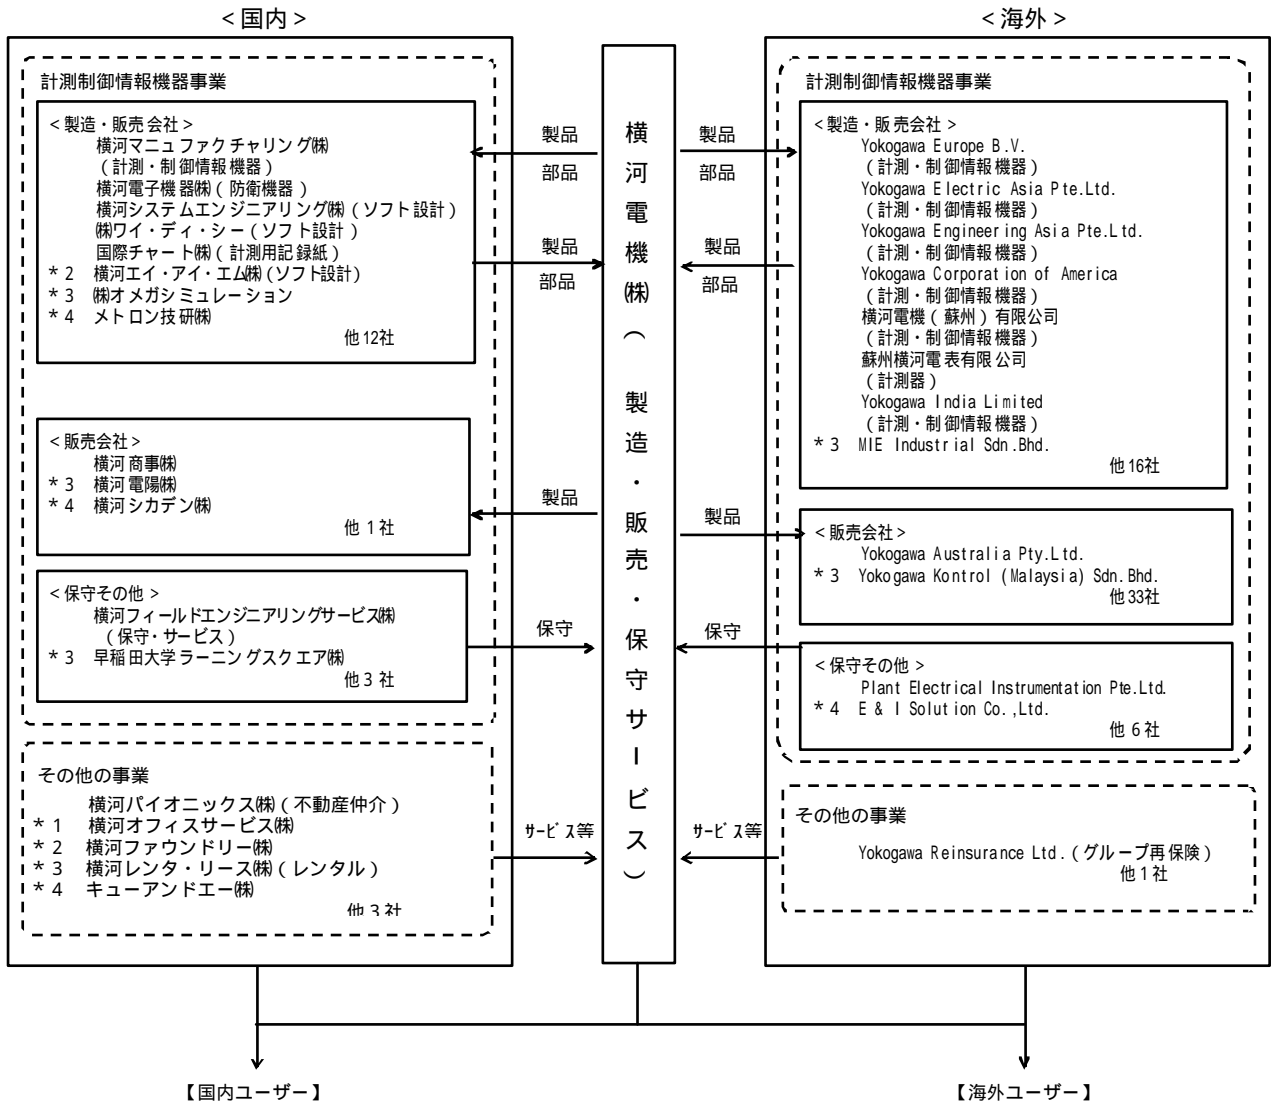 ＜国内＞
計測制御情報機器事業
＜製造・販売会社＞
横河マニュファクチャリング㈱
（計測・制御情報機器）
横河電子機器㈱（防衛機器）
横河システムエンジニアリング㈱（ソフト設計）
㈱ワイ・ディ・シー（ソフト設計）
国際チャート㈱（計測用記録紙）
＊2 横河エイ・アイ・エム㈱（ソフト設計）
＊3 ㈱オメガシミュレーション
＊4 メトロン技研㈱
他12社
＜販売会社＞
横河商事㈱
＊3 横河電陽㈱
＊4 横河シカデン㈱
他1社
＜保守その他＞
横河フィールドエンジニアリングサービス㈱
（保守・サービス）
＊3 早稲田大学ラーニングスクエア㈱
他3社
その他の事業
横河パイオニックス㈱（不動産仲介）
＊1 横河オフィスサービス㈱
＊2 横河ファウンドリー㈱
＊3 横河レンタ・リース㈱（レンタル）
＊4 キューアンドエー㈱
他3社
製品
部品
製品
部品
製品
保守
サービス等
横河電機㈱（製造・販売・保守サービス）
製品
部品
製品
部品
製品
保守
サービス等
＜海外＞
計測制御情報機器事業
＜製造・販売会社＞
Yokogawa Europe B.V.
（計測・制御情報機器）
Yokogawa Electric Asia Pte.Ltd.
（計測・制御情報機器）
Yokogawa Engineering Asia Pte.Ltd.
（計測・制御情報機器）
Yokogawa Corporation of America
（計測・制御情報機器）
横河電機（蘇州）有限公司
（計測・制御情報機器）
蘇州横河電表有限公司
（計測器）
Yokogawa India Limited
（計測・制御情報機器）
＊3 MIE Industrial Sdn.Bhd.
他16社
＜販売会社＞
Yokogawa Australia Pty.Ltd.
＊3 Yokogawa Kontrol (Malaysia) Sdn.Bhd.
他33社
＜保守その他＞
Plant Electrical Instrumentation Pte.Ltd.
＊4 E & I Solution Co.,Ltd.
他6社
その他の事業
Yokogawa Reinsurance Ltd.（グループ再保険）
他1社
【国内ユーザー】
【海外ユーザー】